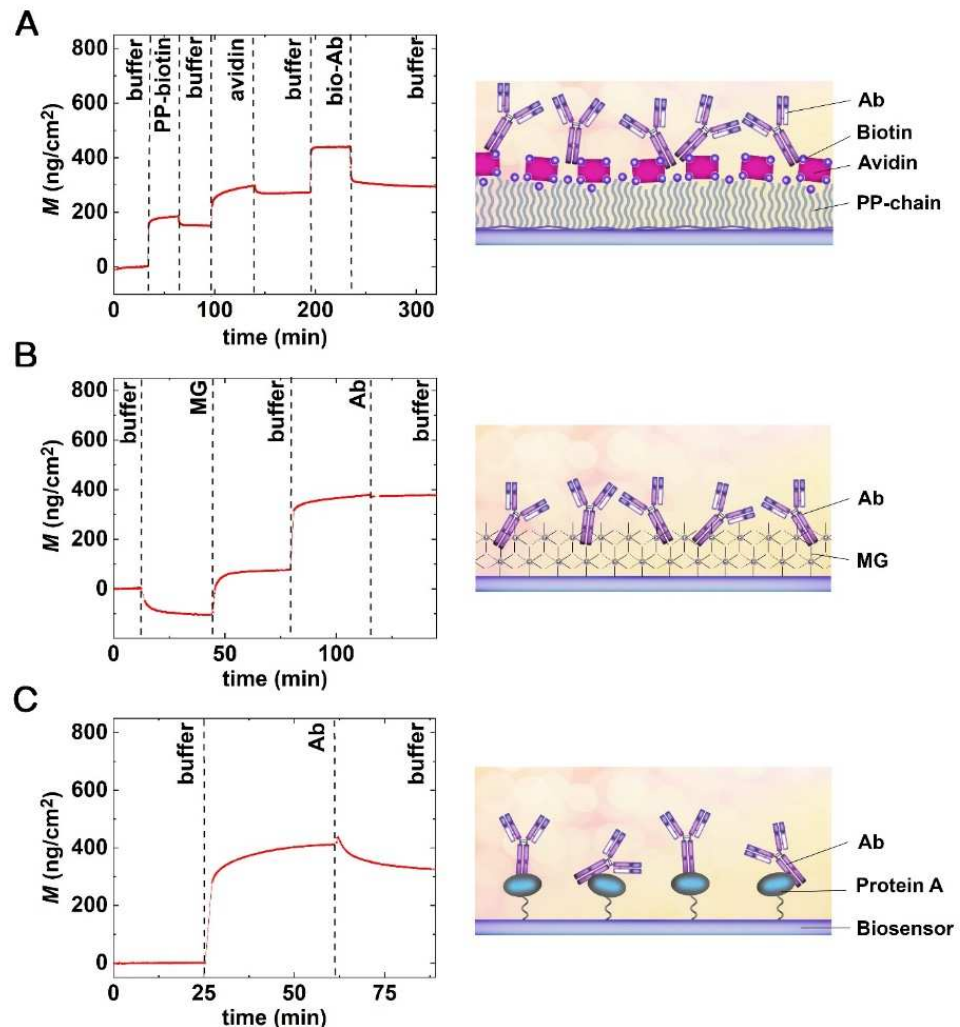 A
M (ng/cm2)
800
600
400
200
0
buffer
PP-biotin
buffer
avidin
buffer
bio-Ab
buffer
0 100 200 300
time (min)
Ab
Biotin
Avidin
PP-chain
B
M (ng/cm2)
800
600
400
200
0
buffer
MG
buffer
Ab
buffer
0 50 100
time (min)
Ab
MG
C
M (ng/cm2)
800
600
400
200
0
buffer
Ab
buffer
0 25 50 75
time (min)
Ab
Protein A
Biosensor